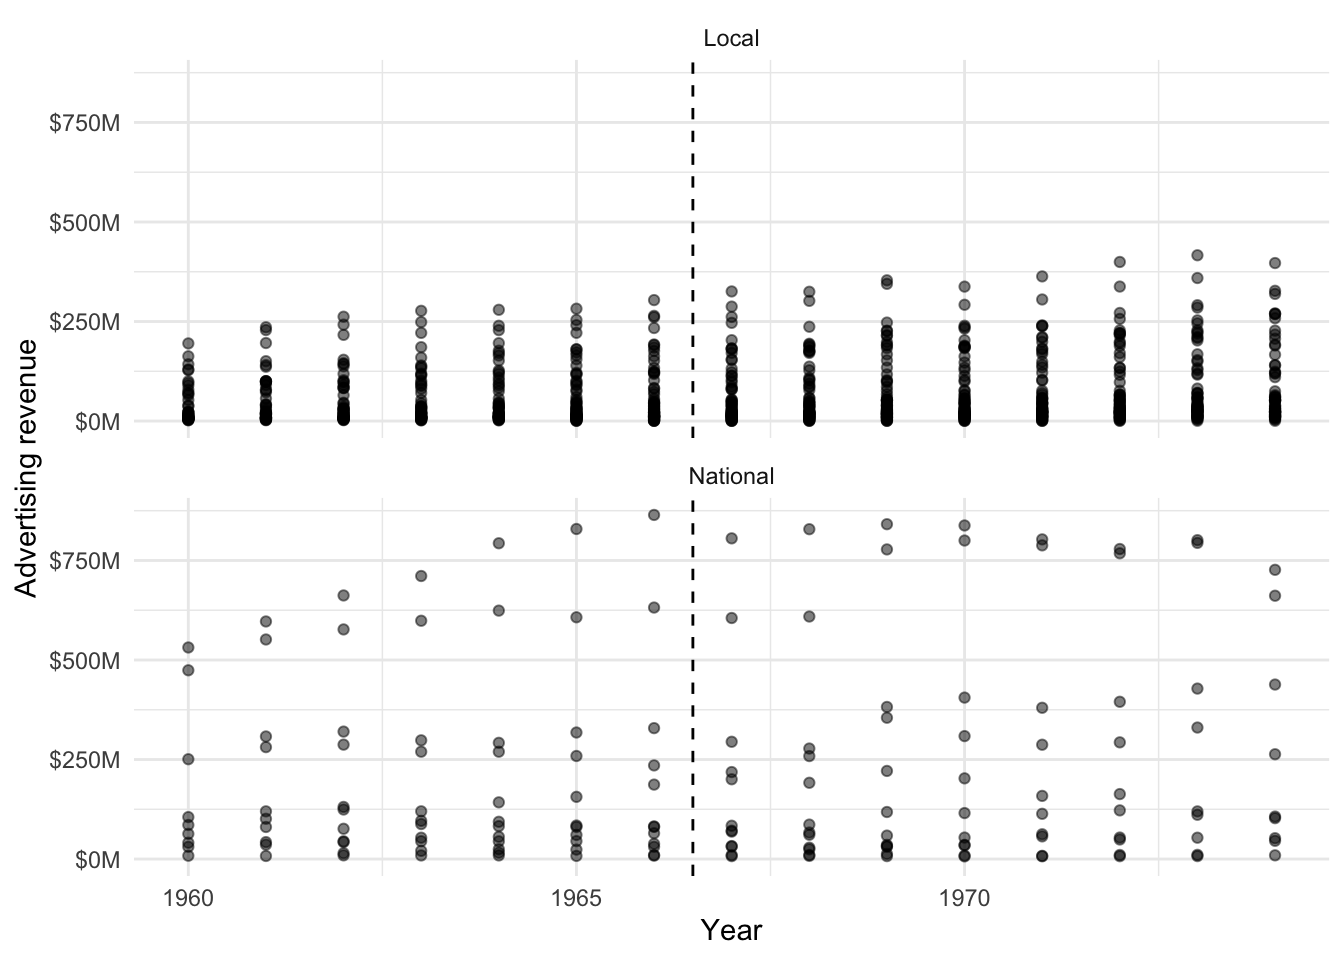 Local
$750M
$500M
$250M
$0M
Advertising revenue
National
$750M
$500M
$250M
$0M
1960
1965
1970
Year